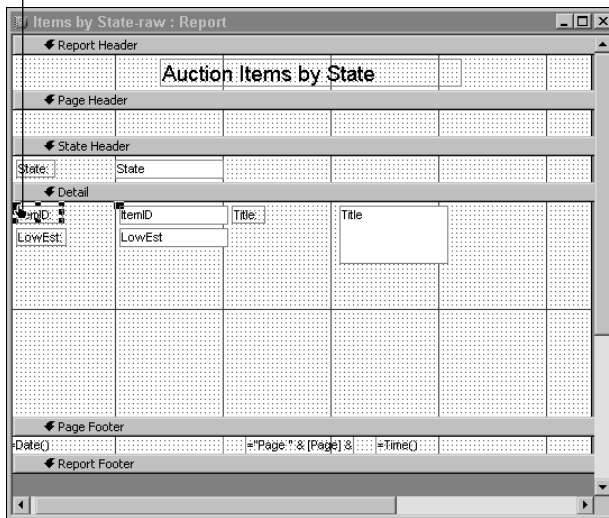 Items by State-raw : Report
Report Header
Auction Items by State
Page Header
State Header
State: State
Detail
ItemID: ItemID Title: Title
LowEst: LowEst
Page Footer
=Date() ="Page " & [Page] & =Time()
Report Footer